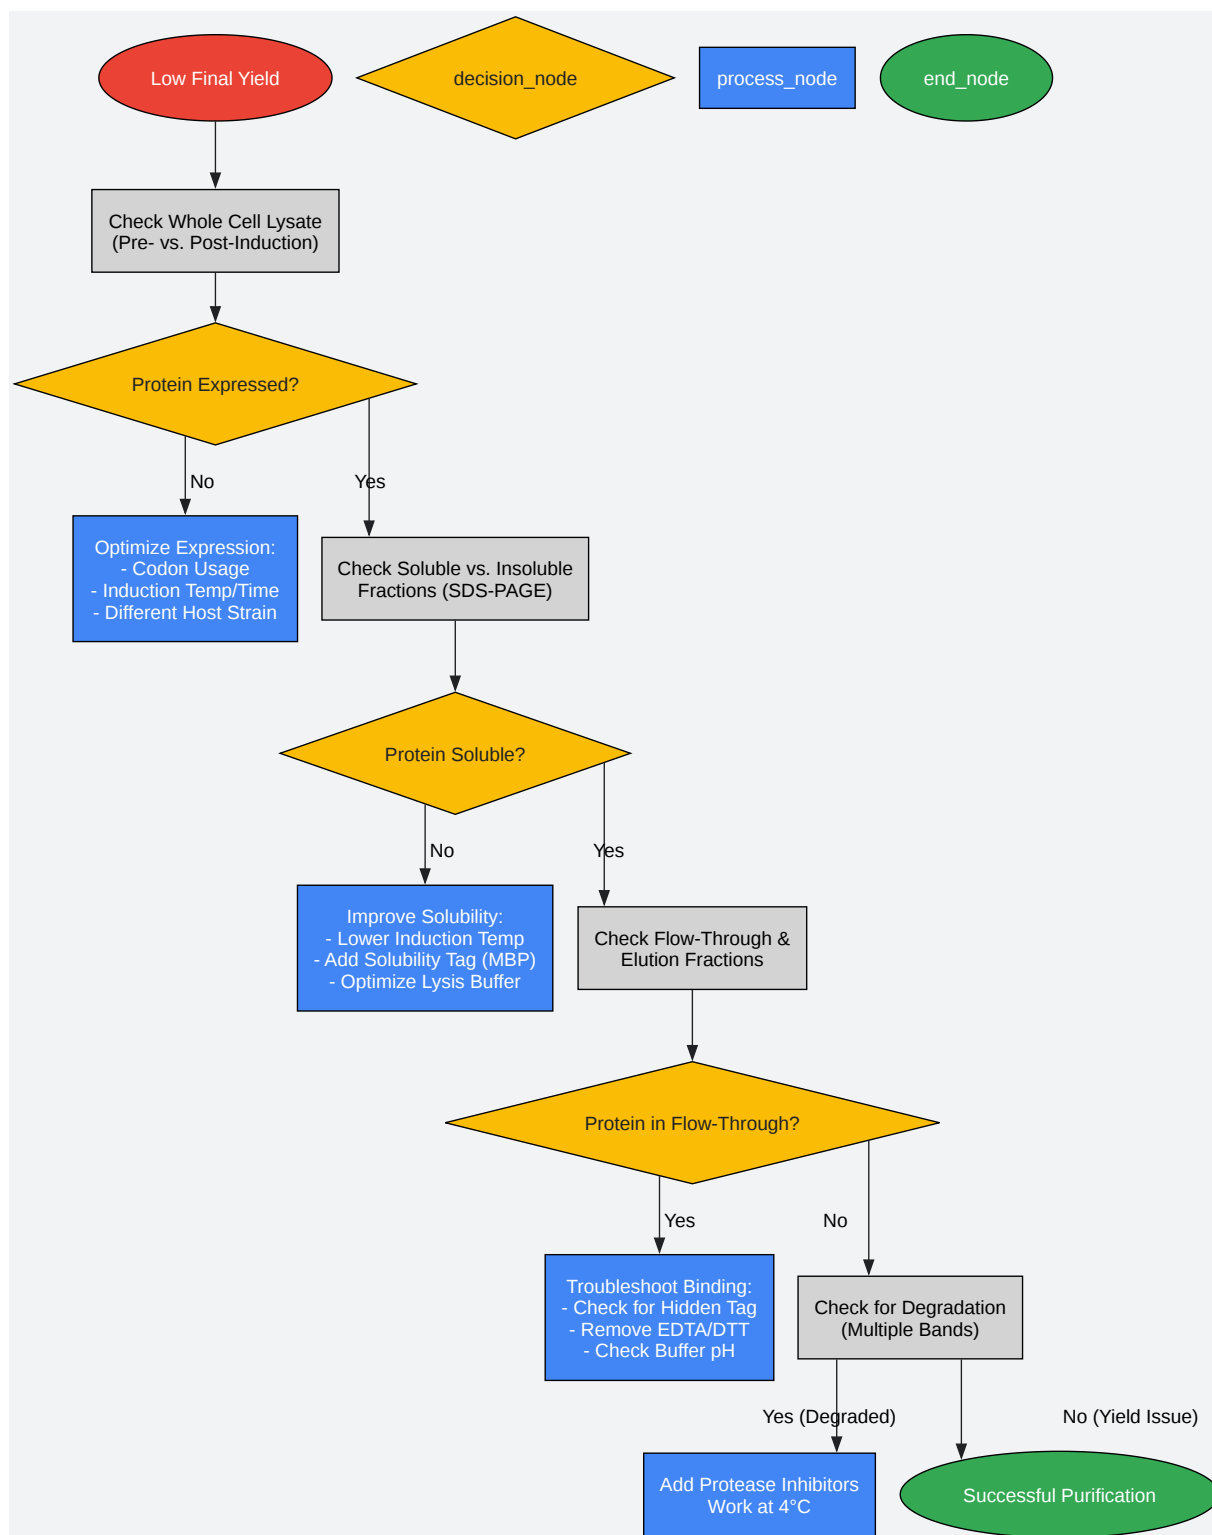 Low Final Yield
decision_node
process_node
end_node
Check Whole Cell Lysate
(Pre- vs. Post-Induction)
Protein Expressed?
No
Yes
Optimize Expression:
- Codon Usage
- Induction Temp/Time
- Different Host Strain
Check Soluble vs. Insoluble
Fractions (SDS-PAGE)
Protein Soluble?
No
Yes
Improve Solubility:
- Lower Induction Temp
- Add Solubility Tag (MBP)
- Optimize Lysis Buffer
Check Flow-Through &
Elution Fractions
Protein in Flow-Through?
Yes
No
Troubleshoot Binding:
- Check for Hidden Tag
- Remove EDTA/DTT
- Check Buffer pH
Check for Degradation
(Multiple Bands)
Yes (Degraded)
No (Yield Issue)
Add Protease Inhibitors
Work at 4°C
Successful Purification